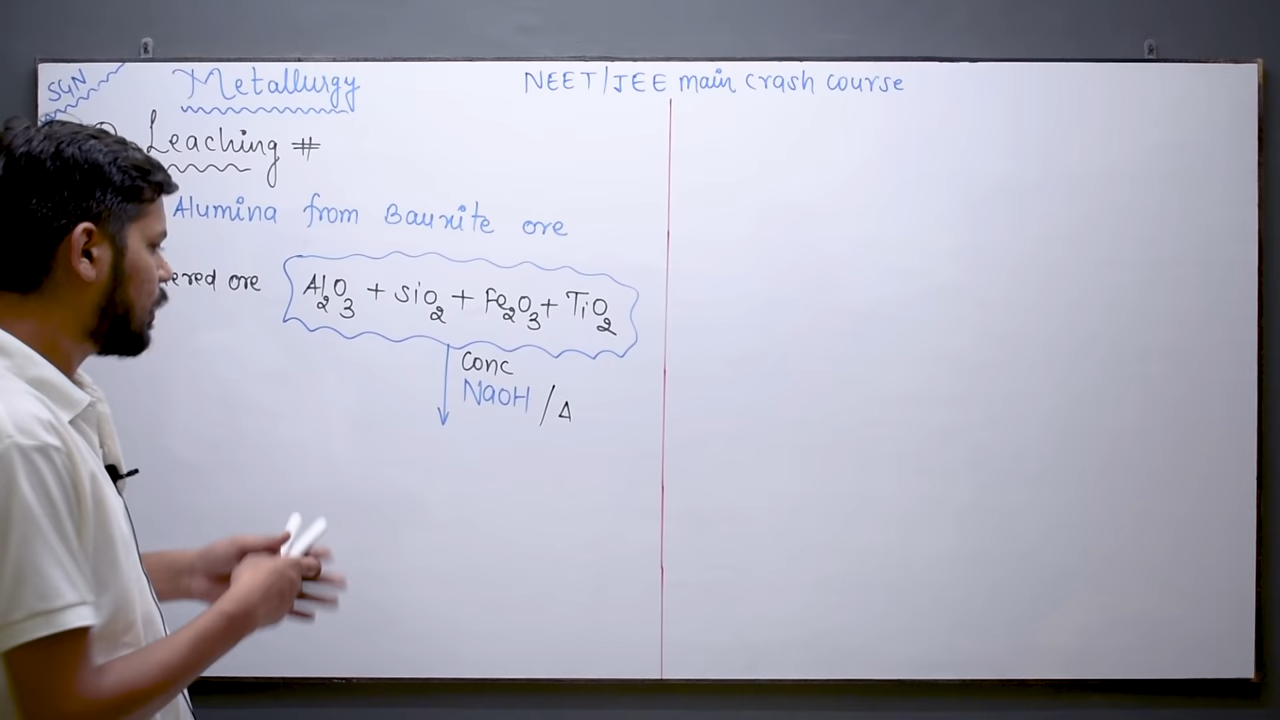 SGN
Metallurgy
NEET/JEE main crash course
Leaching #
Alumina from Bauxite ore
ered ore Al2O3 + SiO2 + Fe2O3 + TiO2
Conc
NaOH / Δ